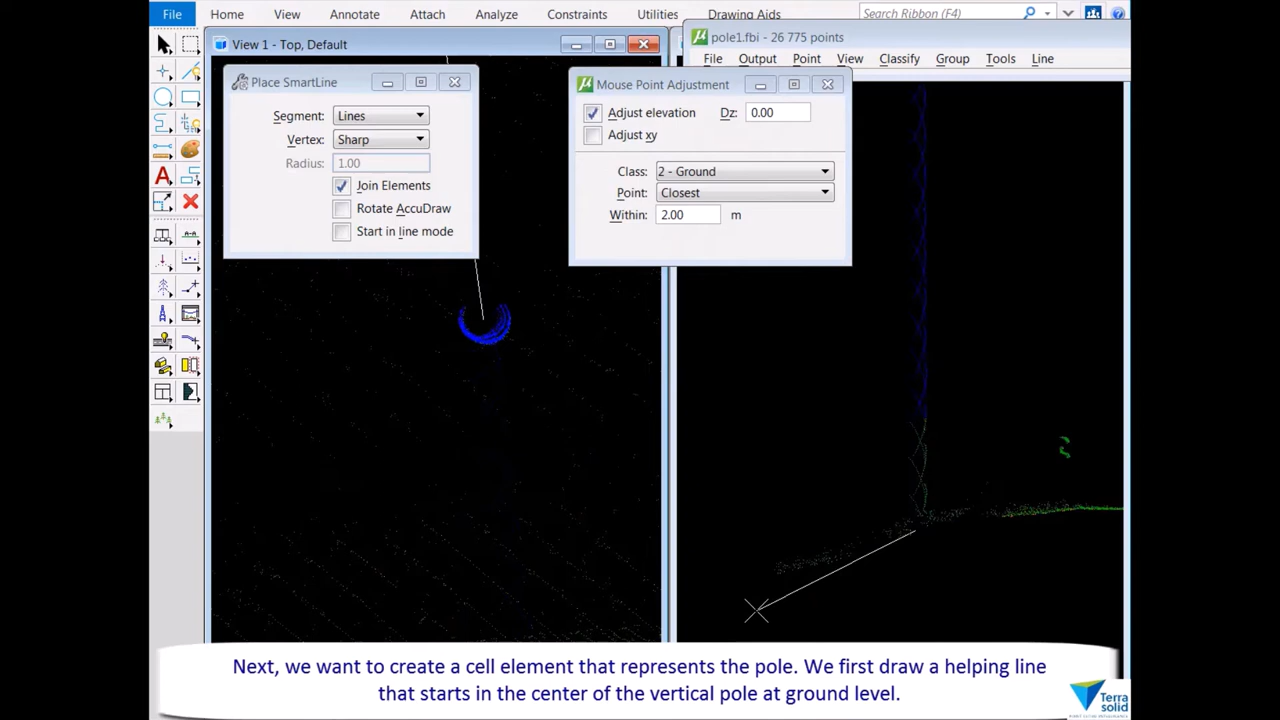 File Home View Annotate Attach Analyze Constraints Utilities Drawing Aids Search Ribbon (F4)
View 1 - Top, Default
pole1.fbi - 26 775 points
File Output Point View Classify Group Tools Line
Place SmartLine
Segment: Lines
Vertex: Sharp
Radius: 1.00
Join Elements
Rotate AccuDraw
Start in line mode
Mouse Point Adjustment
Adjust elevation Dz: 0.00
Adjust xy
Class: 2 - Ground
Point: Closest
Within: 2.00 m
Next, we want to create a cell element that represents the pole. We first draw a helping line
that starts in the center of the vertical pole at ground level.
Terra
solid